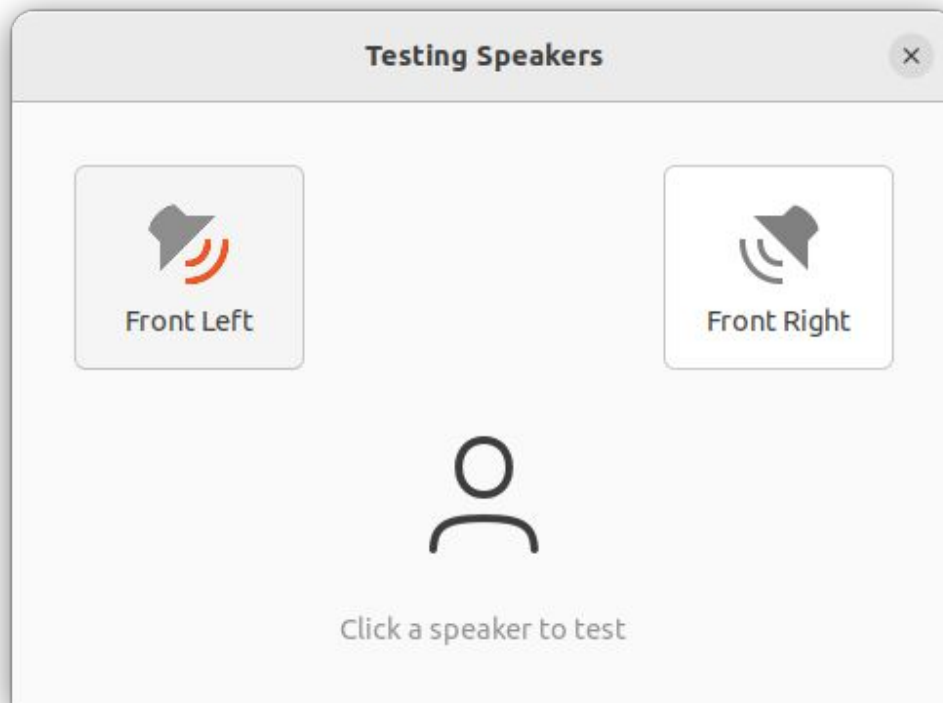 Testing Speakers
Front Left
Front Right
Click a speaker to test